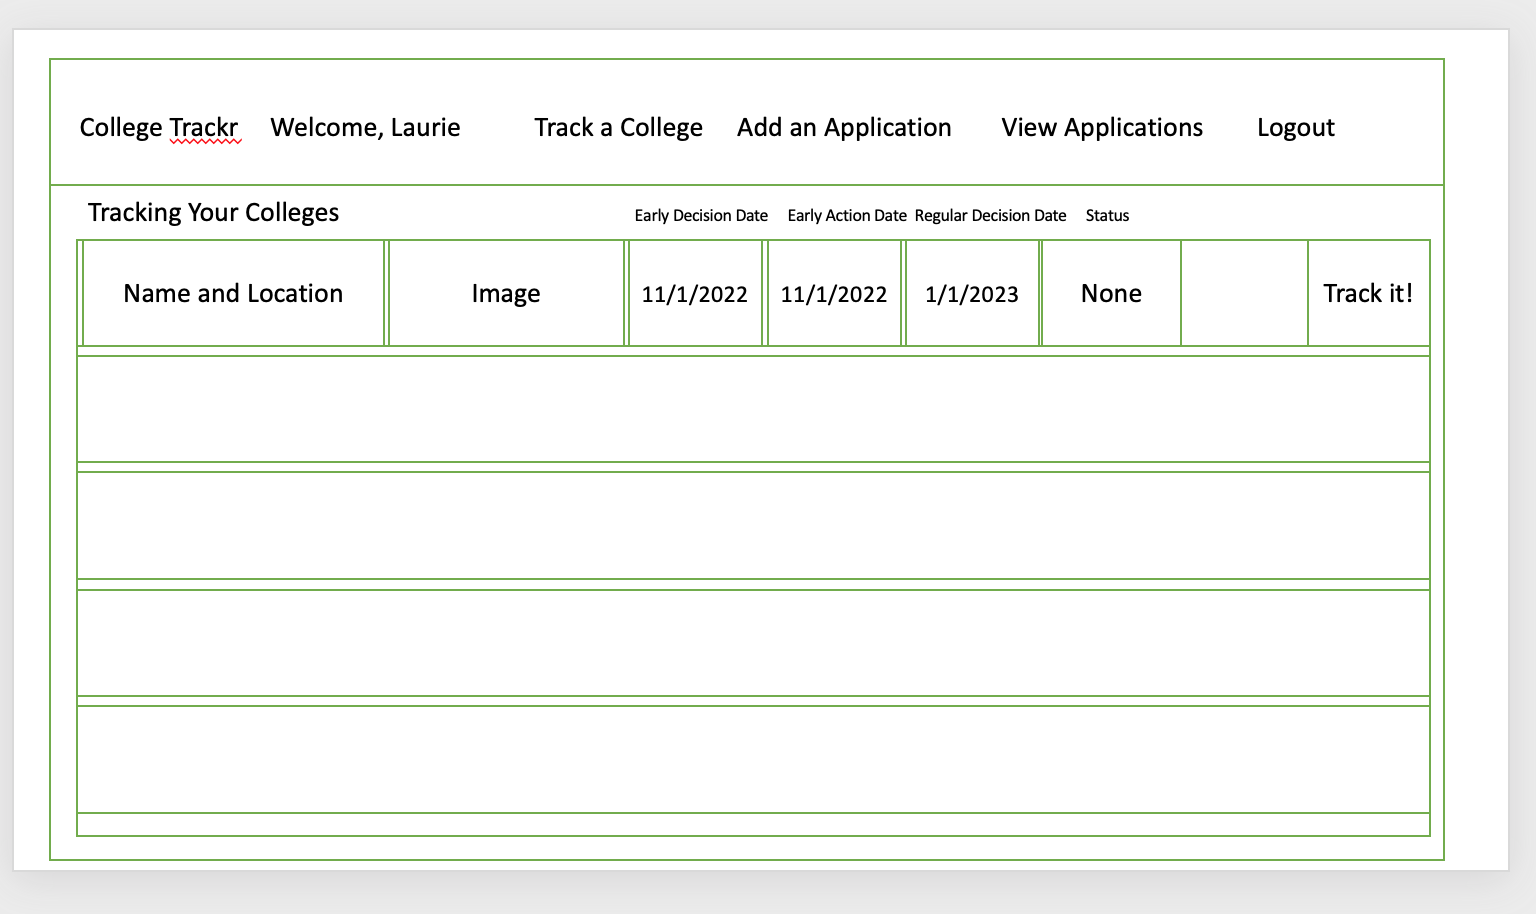 College Trackr Welcome, Laurie Track a College Add an Application View Applications Logout
Tracking Your Colleges Early Decision Date Early Action Date Regular Decision Date Status
Name and Location Image 11/1/2022 11/1/2022 1/1/2023 None Track it!